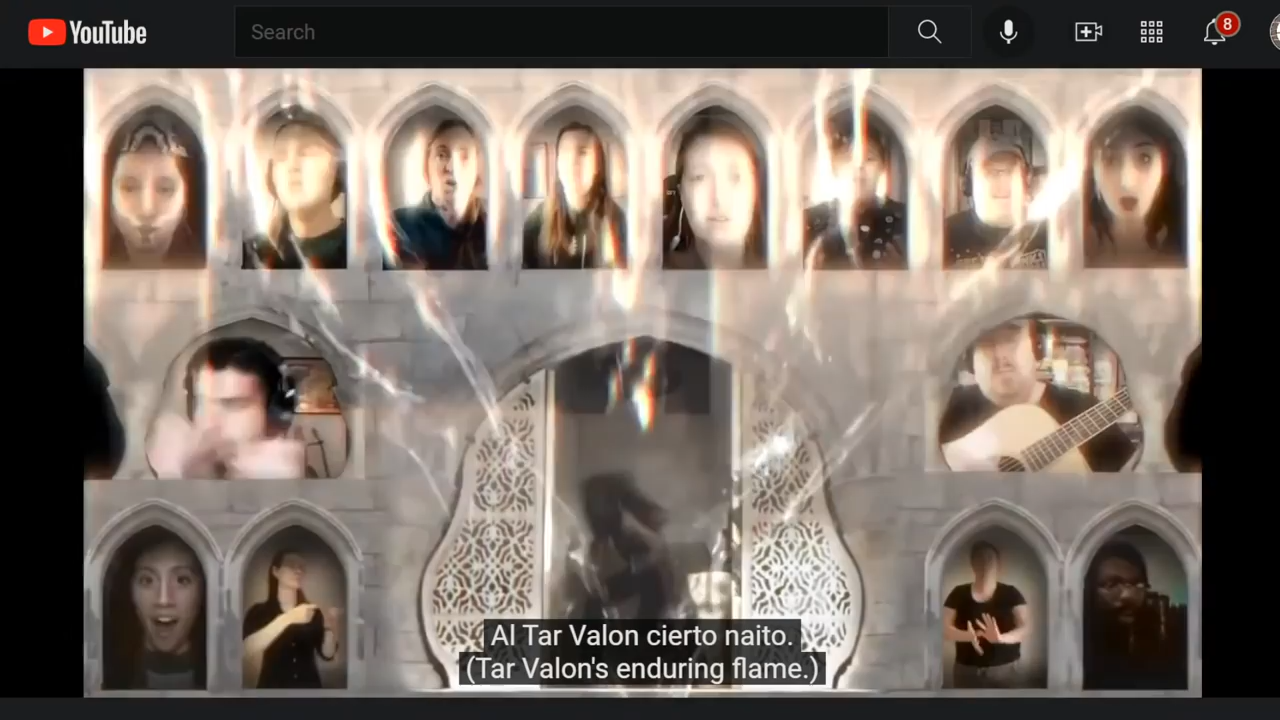 YouTube
Search
8
Al Tar Valon cierto naito.
(Tar Valon's enduring flame.)